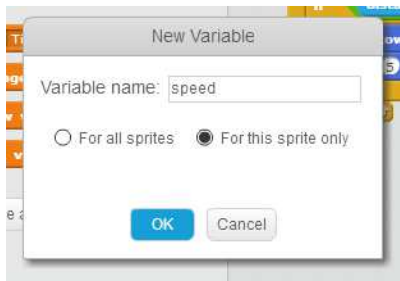 New Variable
Variable name: speed
For all sprites For this sprite only
OK Cancel